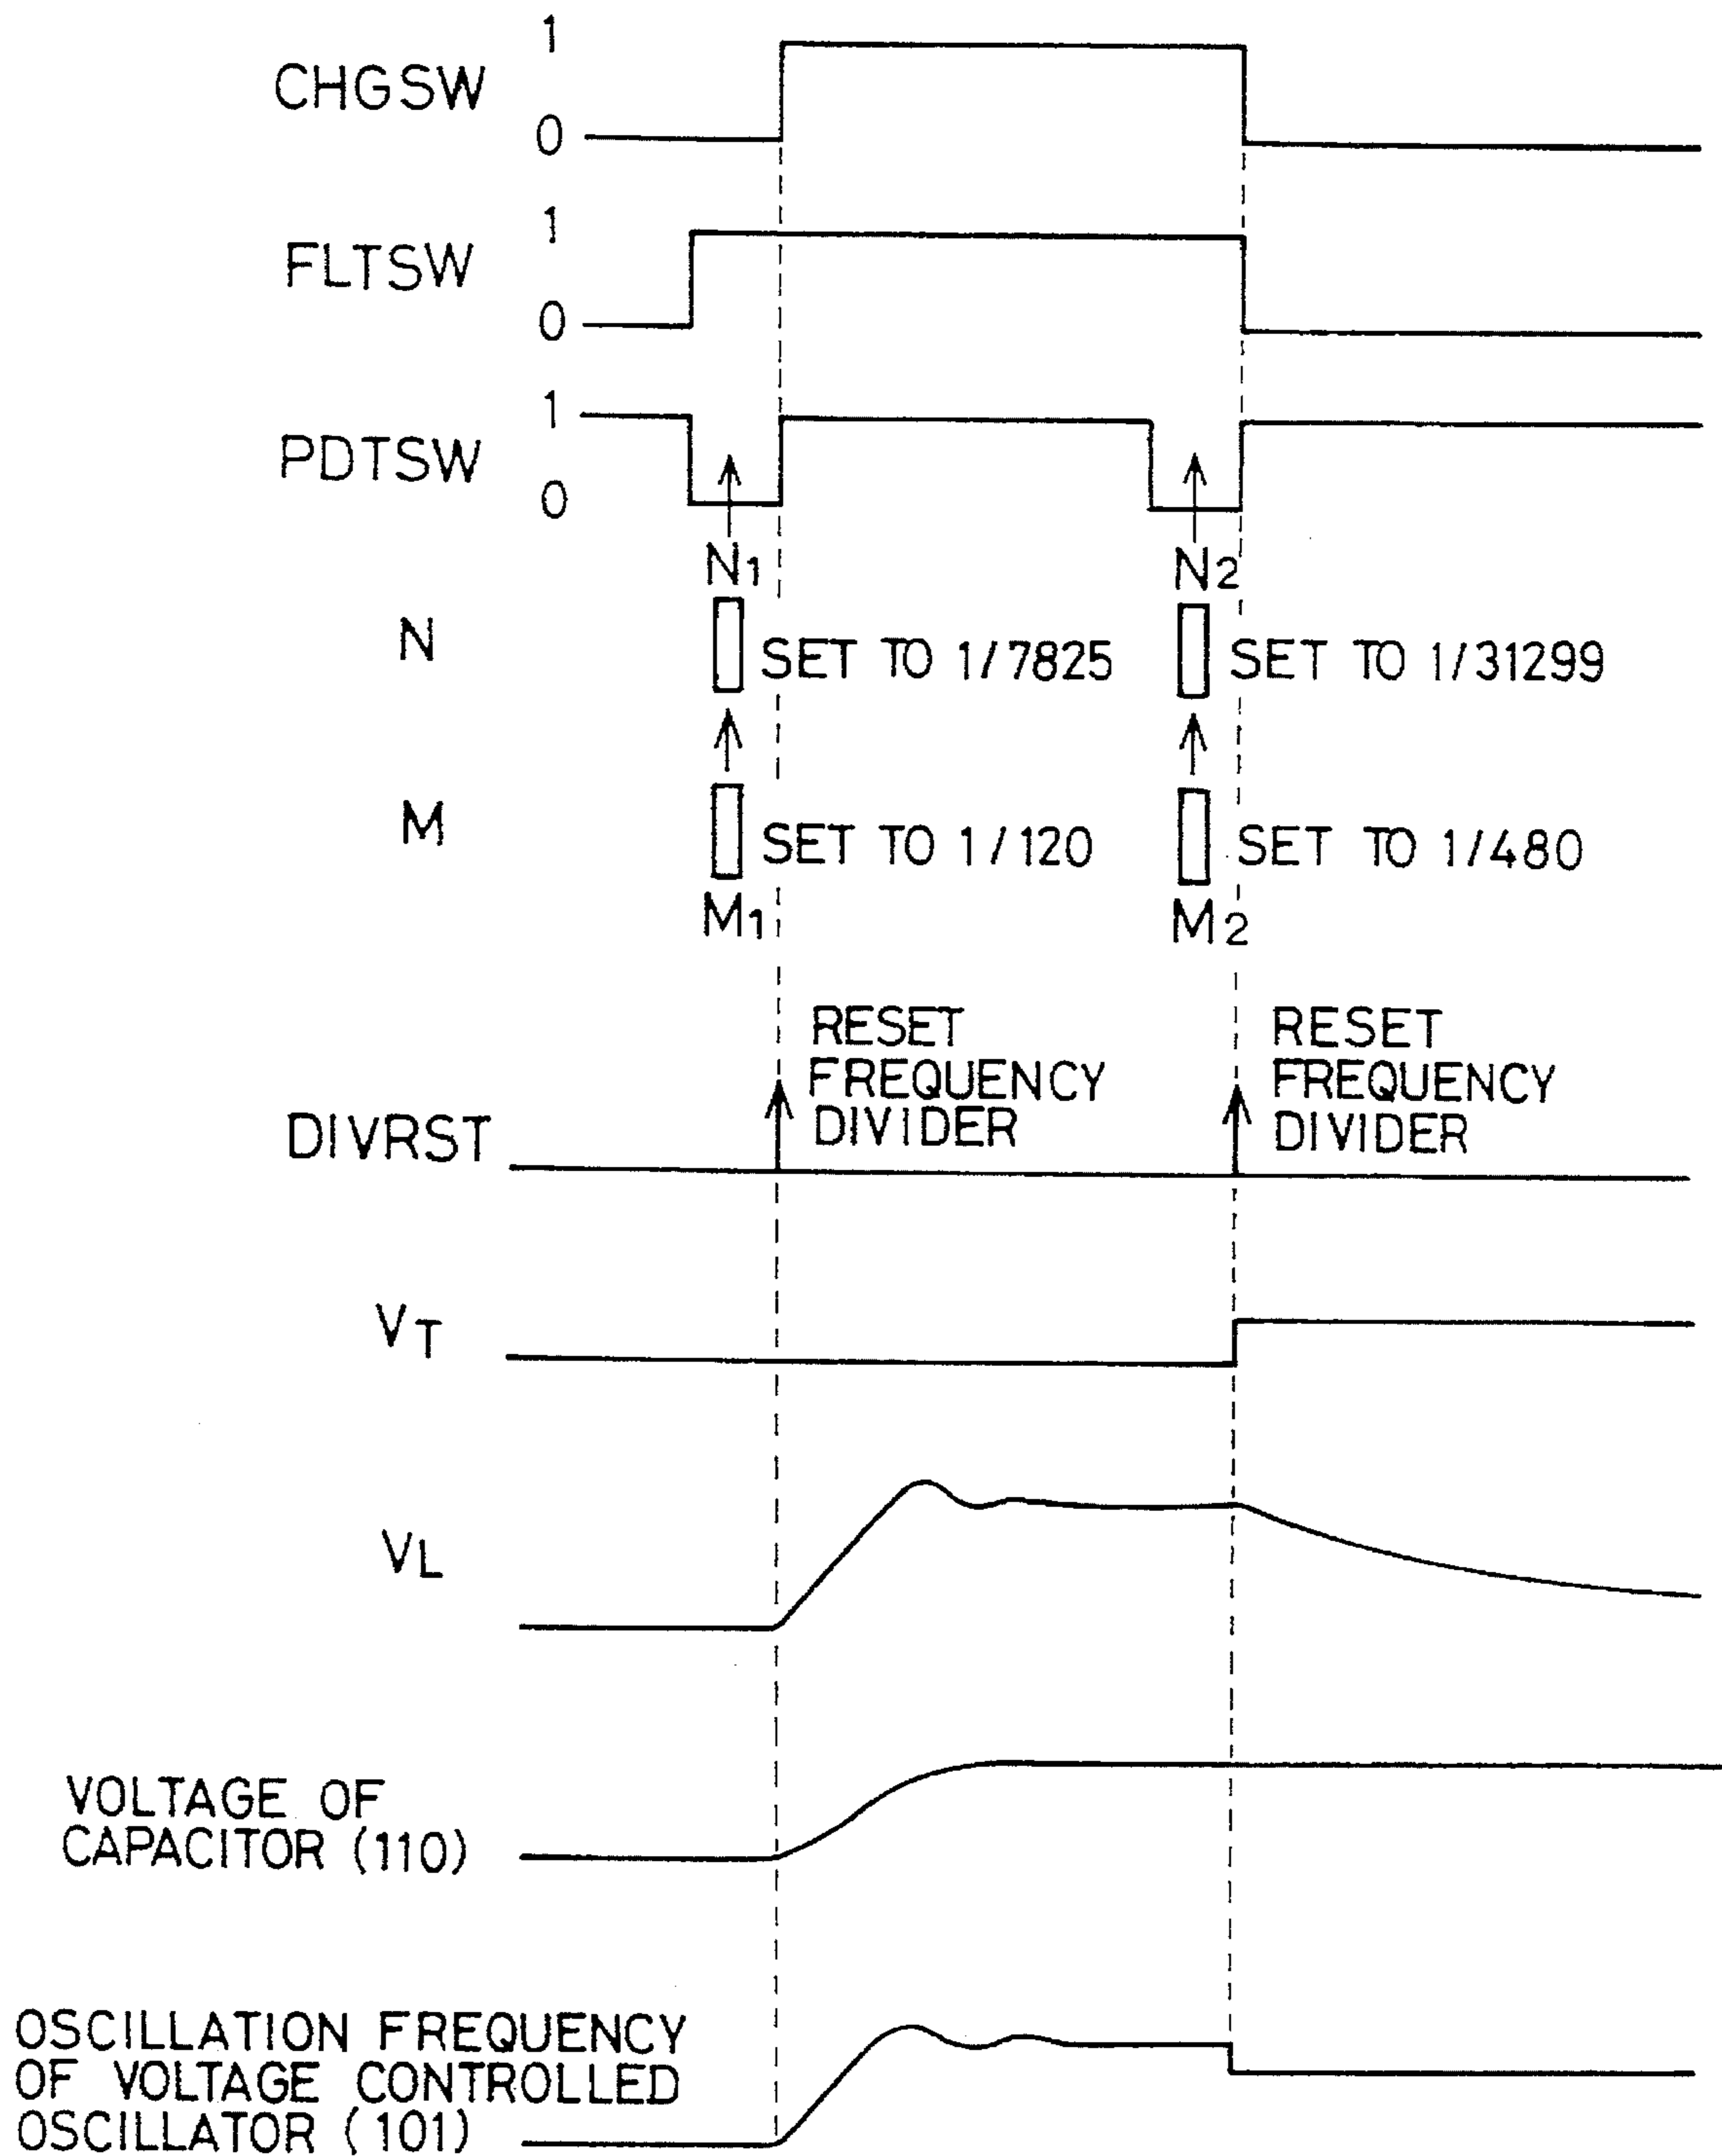 1
CHGSW
0
1
FLTSW
0
1
PDTSW
0
N1 N2
N SET TO 1/7825 SET TO 1/31299
M SET TO 1/120 SET TO 1/480
M1 M2
RESET
FREQUENCY
DIVIDER
RESET
FREQUENCY
DIVIDER
DIVRST
VT
VL
VOLTAGE OF
CAPACITOR (110)
OSCILLATION FREQUENCY
OF VOLTAGE CONTROLLED
OSCILLATOR (101)